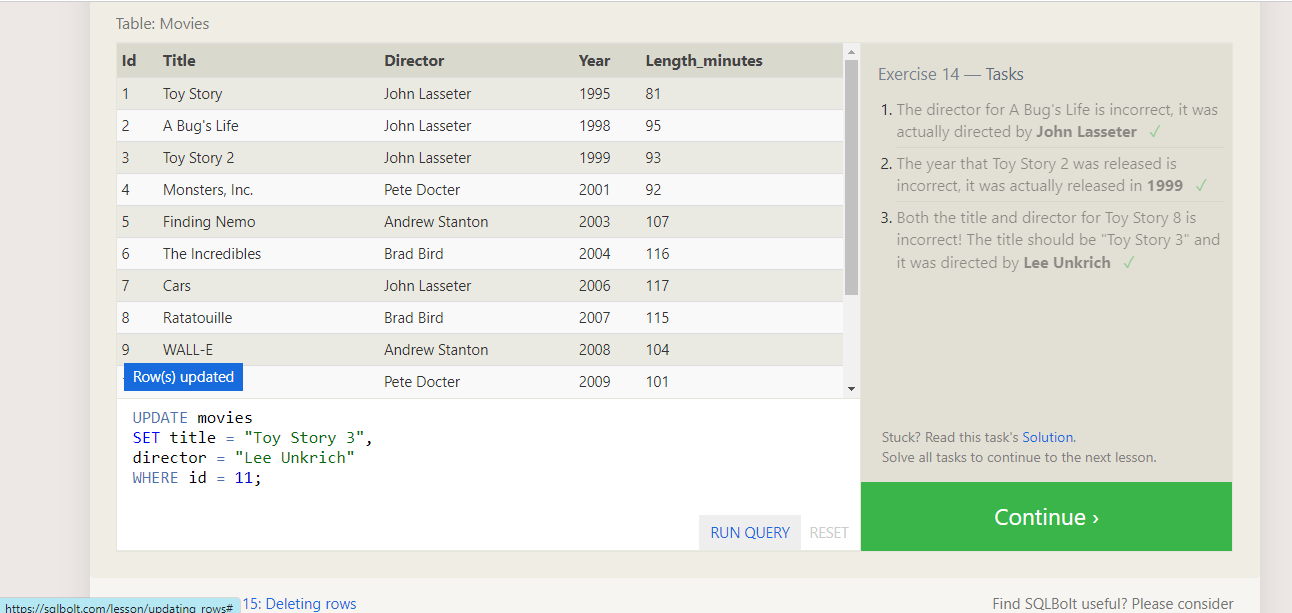 Table: Movies
Id Title Director Year Length_minutes
1 Toy Story John Lasseter 1995 81
2 A Bug's Life John Lasseter 1998 95
3 Toy Story 2 John Lasseter 1999 93
4 Monsters, Inc. Pete Docter 2001 92
5 Finding Nemo Andrew Stanton 2003 107
6 The Incredibles Brad Bird 2004 116
7 Cars John Lasseter 2006 117
8 Ratatouille Brad Bird 2007 115
9 WALL-E Andrew Stanton 2008 104
Row(s) updated Pete Docter 2009 101
UPDATE movies
SET title = "Toy Story 3",
director = "Lee Unkrich"
WHERE id = 11;
RUN QUERY RESET
Exercise 14 — Tasks
1. The director for A Bug's Life is incorrect, it was
actually directed by John Lasseter ✓
2. The year that Toy Story 2 was released is
incorrect, it was actually released in 1999 ✓
3. Both the title and director for Toy Story 8 is
incorrect! The title should be "Toy Story 3" and
it was directed by Lee Unkrich ✓
Stuck? Read this task's Solution.
Solve all tasks to continue to the next lesson.
Continue ›
https://sqlbolt.com/lesson/updating_rows# 15: Deleting rows
Find SQLBolt useful? Please consider